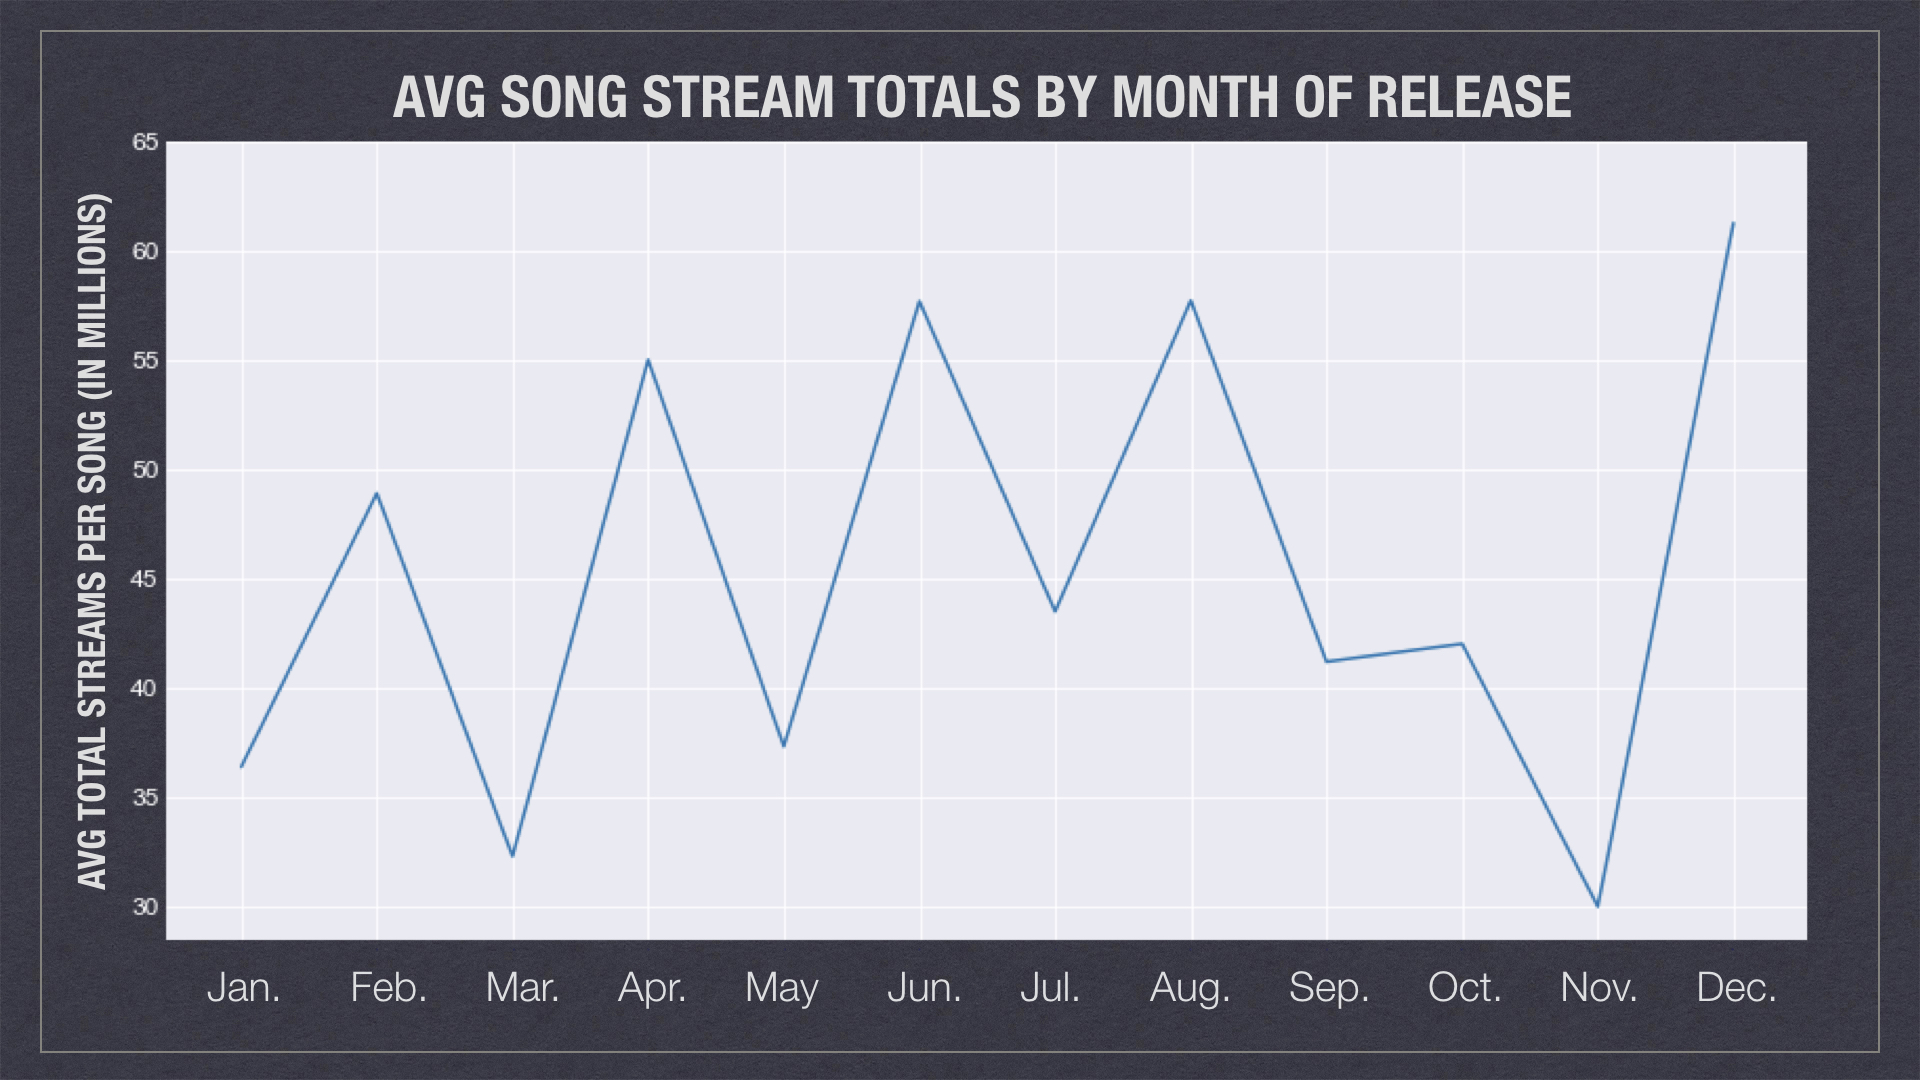 AVG SONG STREAM TOTALS BY MONTH OF RELEASE
AVG TOTAL STREAMS PER SONG (IN MILLIONS)
65
60
55
50
45
40
35
30
Jan. Feb. Mar. Apr. May Jun. Jul. Aug. Sep. Oct. Nov. Dec.